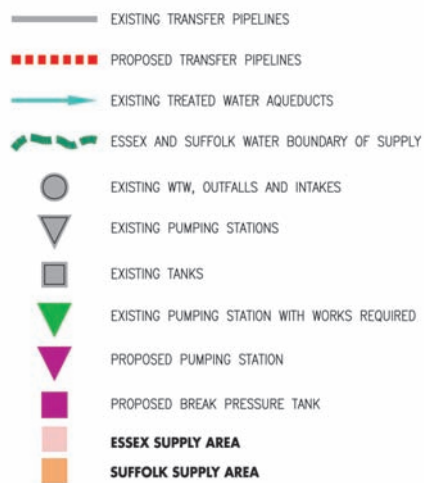 EXISTING TRANSFER PIPELINES
PROPOSED TRANSFER PIPELINES
EXISTING TREATED WATER AQUEDUCTS
ESSEX AND SUFFOLK WATER BOUNDARY OF SUPPLY
EXISTING WTW, OUTFALLS AND INTAKES
EXISTING PUMPING STATIONS
EXISTING TANKS
EXISTING PUMPING STATION WITH WORKS REQUIRED
PROPOSED PUMPING STATION
PROPOSED BREAK PRESSURE TANK
ESSEX SUPPLY AREA
SUFFOLK SUPPLY AREA